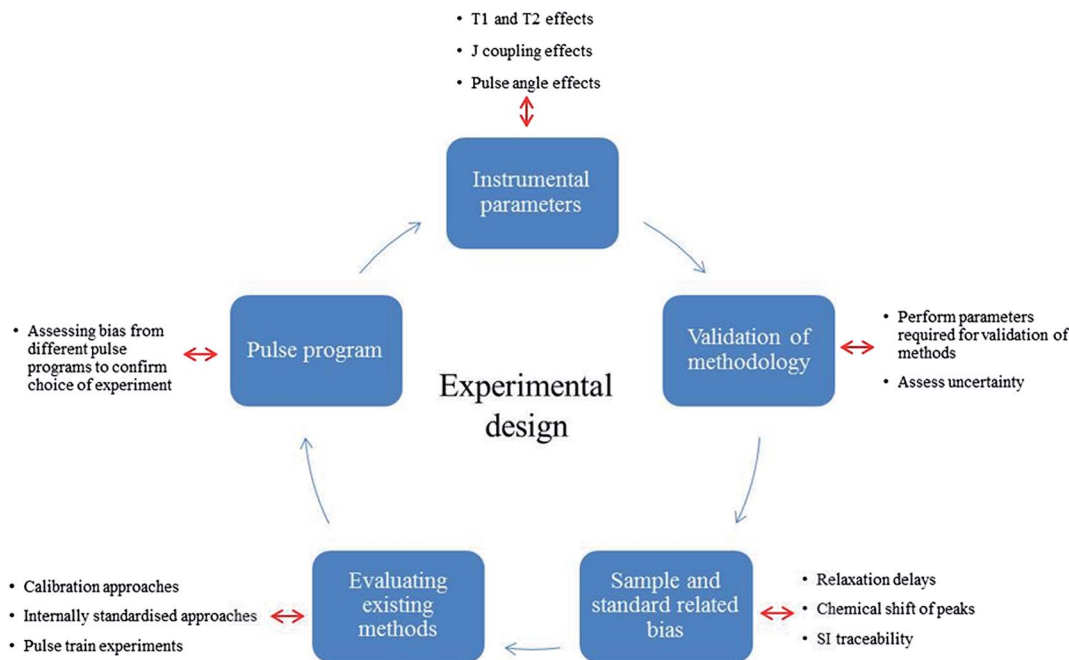 • T1 and T2 effects
• J coupling effects
• Pulse angle effects
Instrumental
parameters
Pulse program
• Assessing bias from
different pulse
programs to confirm
choice of experiment
Validation of
methodology
• Perform parameters
required for validation of
methods
• Assess uncertainty
Experimental
design
Evaluating
existing
methods
• Calibration approaches
• Internally standardised approaches
• Pulse train experiments
Sample and
standard related
bias
• Relaxation delays
• Chemical shift of peaks
• SI traceability